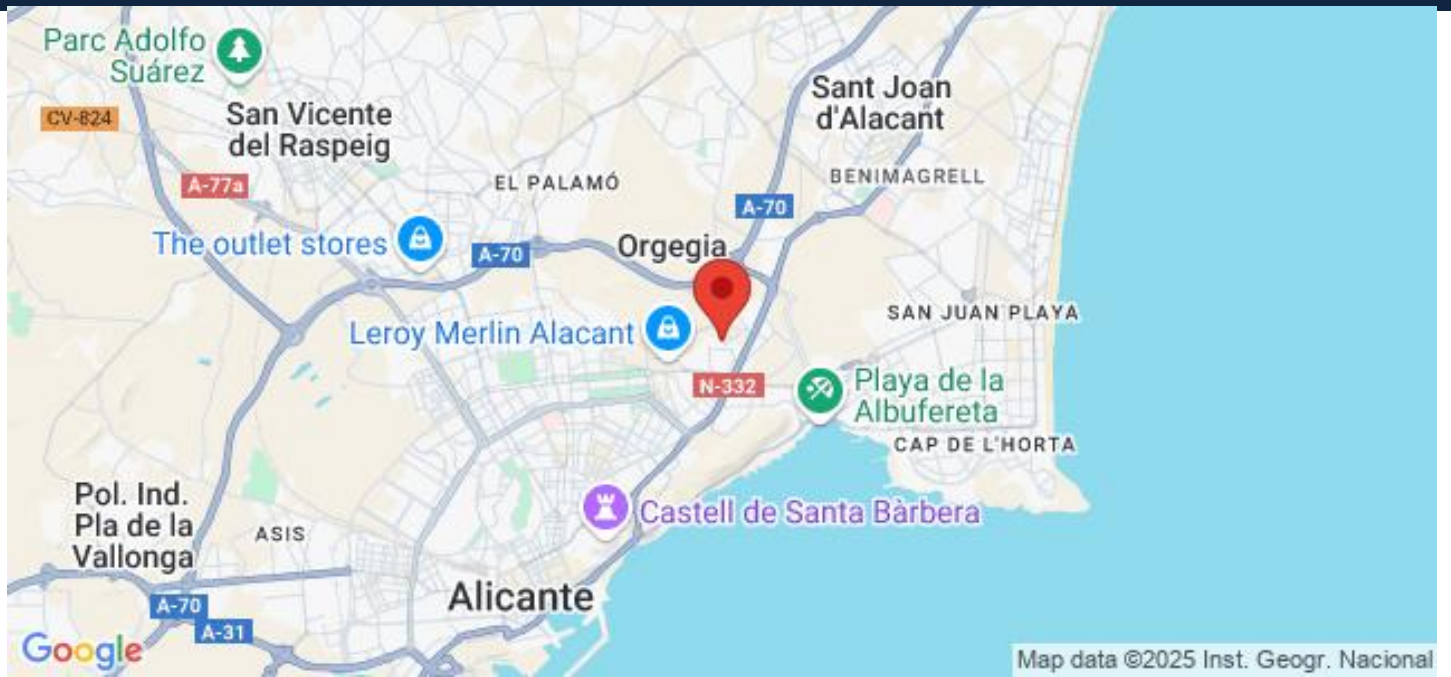 Parc Adolfo
Suárez
CV-824
San Vicente
del Raspeig
A-77a
Sant Joan
d'Alacant
EL PALAMÓ
BENIMAGRELL
A-70
The outlet stores
A-70
Orgegia
Leroy Merlin Alacant
SAN JUAN PLAYA
N-332
Playa de la
Albufereta
CAP DE L'HORTA
Pol. Ind.
Pla de la
Vallonga
ASIS
Castell de Santa Bàrbera
Alicante
A-70
A-31
Google
Map data ©2025 Inst. Geogr. Nacional